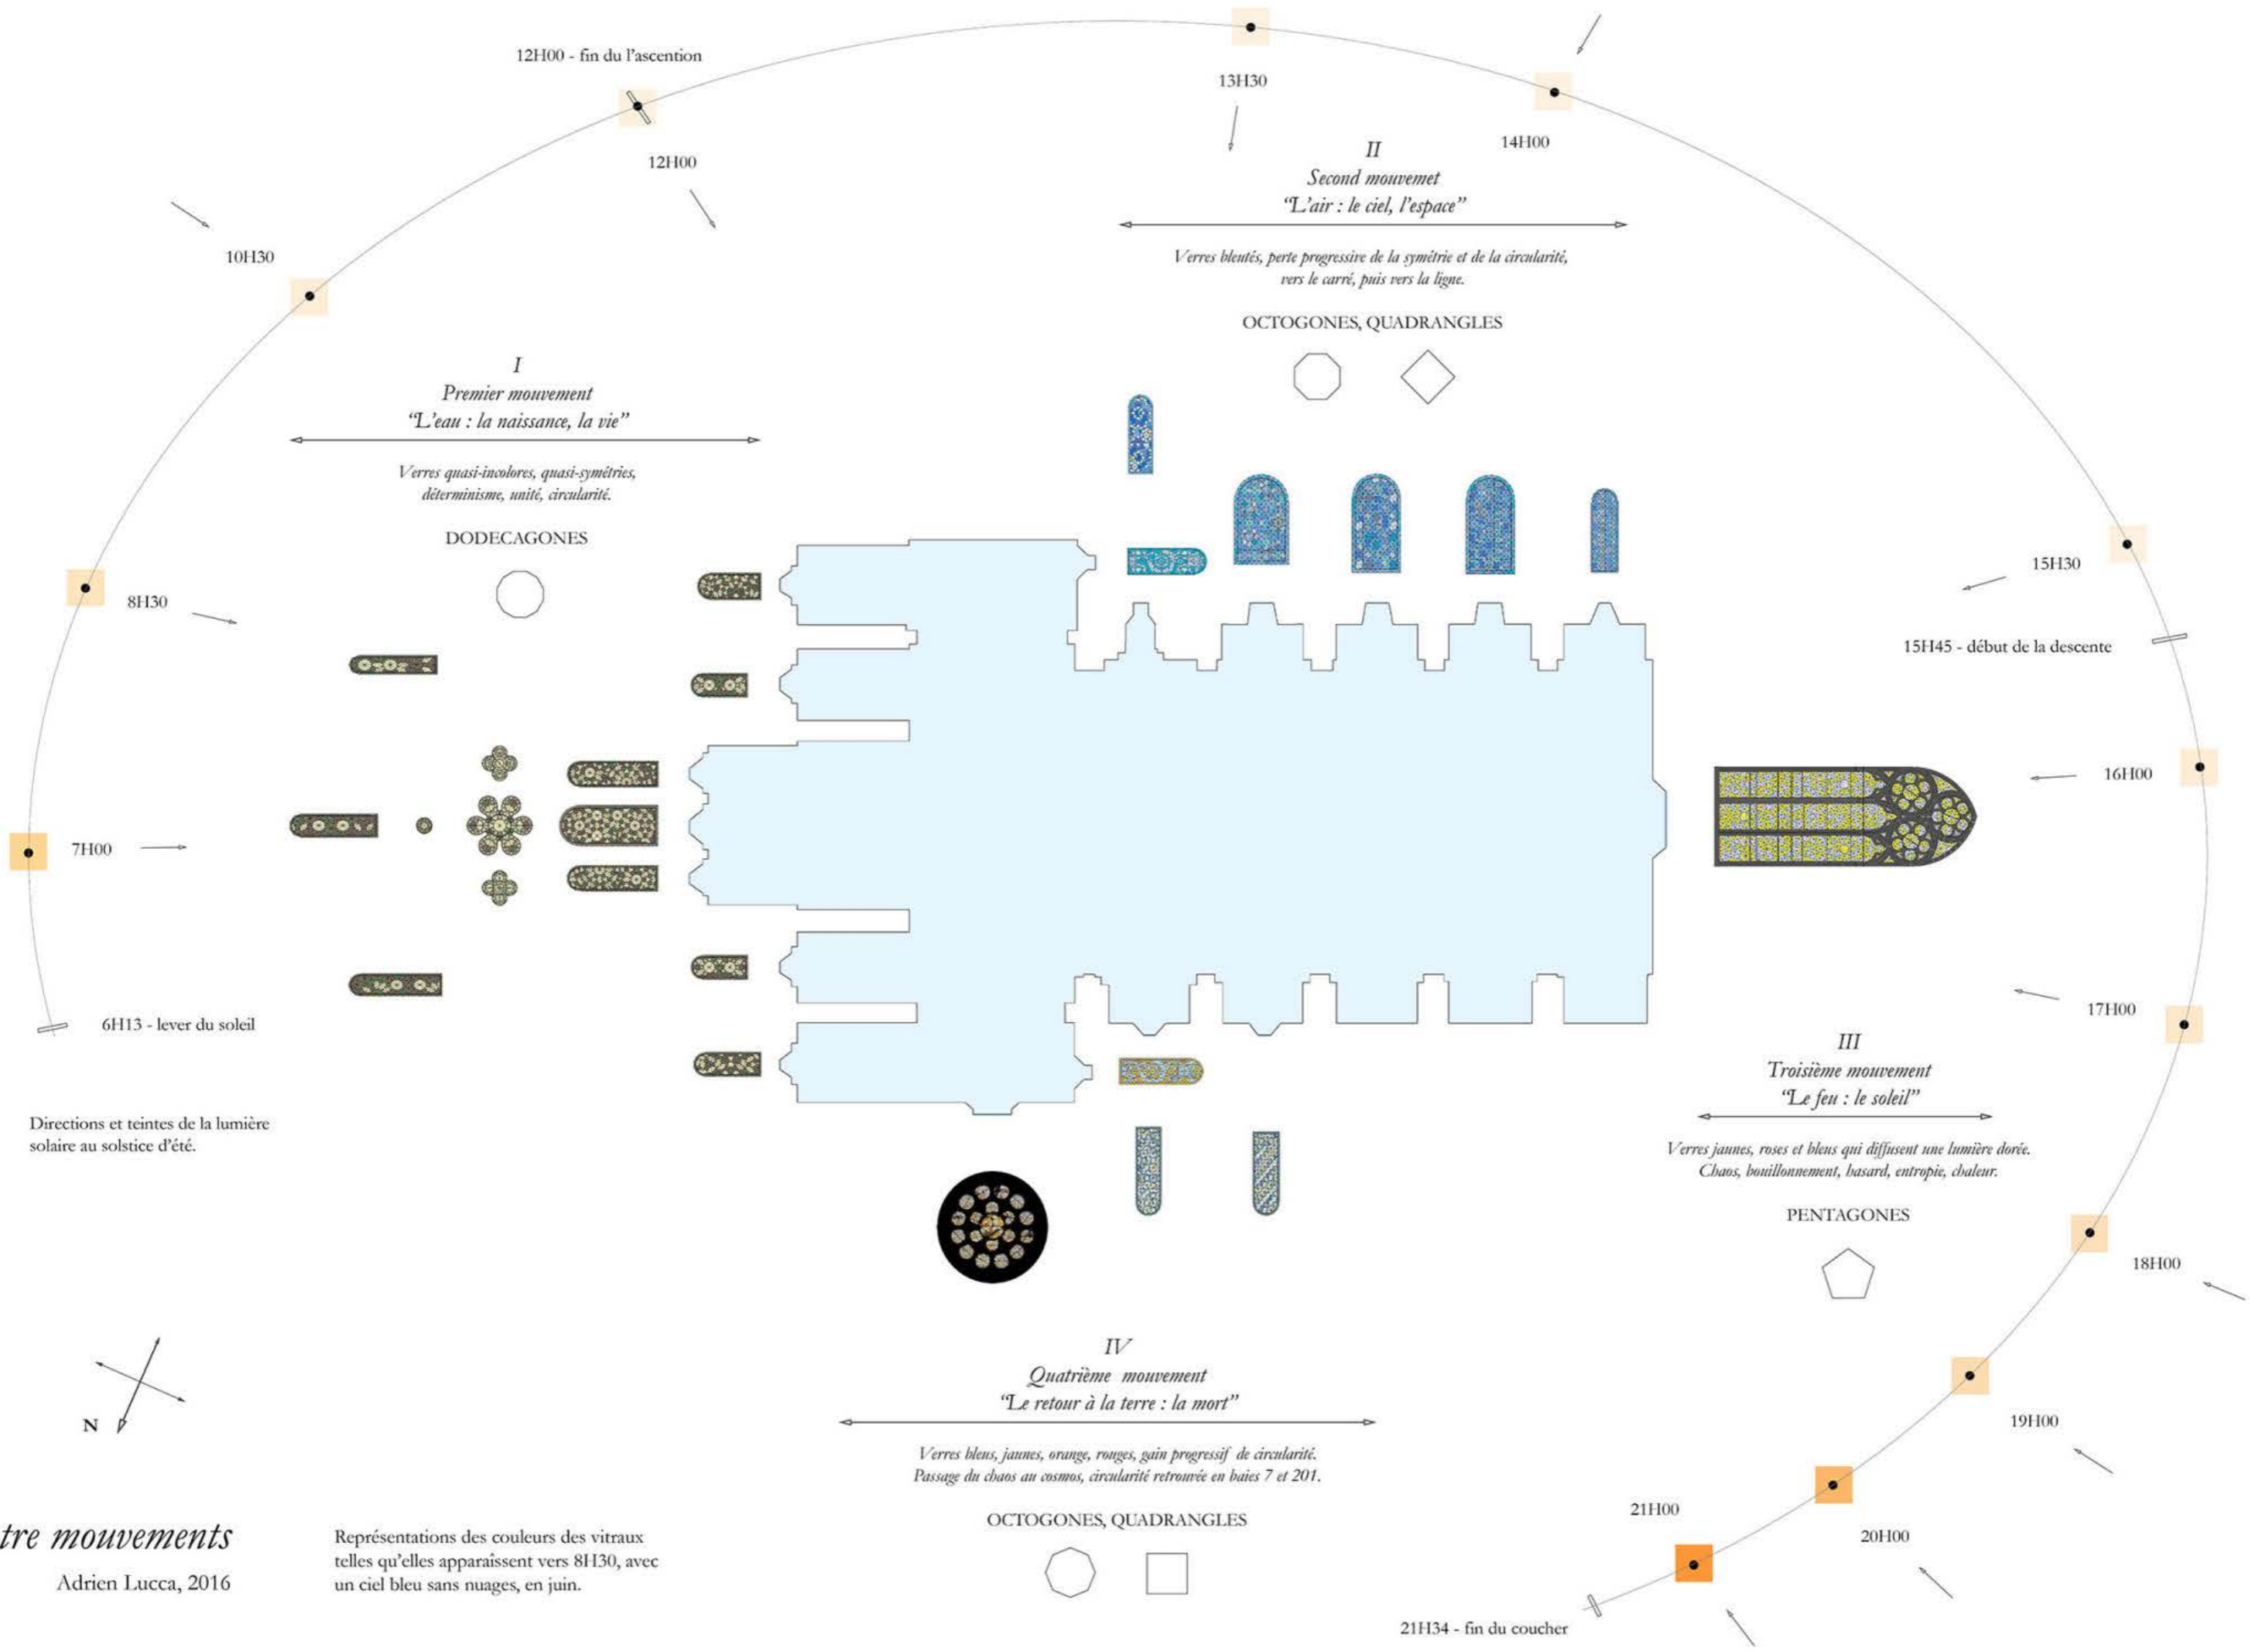 12H00 - fin du l'ascention
12H00
13H30
14H00
10H30
8H30
7H00
6H13 - lever du soleil
I
Premier mouvement
“L'eau : la naissance, la vie”
Verres quasi-incolores, quasi-symétries,
déterminisme, unité, circularité.
DODECAGONES
II
Second mouvemet
“L'air : le ciel, l'espace”
Verres bleutés, perte progressive de la symétrie et de la circularité,
vers le carré, puis vers la ligne.
OCTOGONES, QUADRANGLES
15H30
15H45 - début de la descente
16H00
17H00
III
Troisième mouvement
“Le feu : le soleil”
Verres jaunes, roses et bleus qui diffusent une lumière dorée.
Chaos, bouillonnement, hasard, entropie, chaleur.
PENTAGONES
18H00
19H00
20H00
21H00
21H34 - fin du coucher
IV
Quatrième mouvement
“Le retour à la terre : la mort”
Verres bleus, jaunes, orange, rouges, gain progressif de circularité.
Passage du chaos au cosmos, circularité retrouvée en baies 7 et 201.
OCTOGONES, QUADRANGLES
Directions et teintes de la lumière
solaire au solstice d'été.
N
tre mouvements
Adrien Lucca, 2016
Représentations des couleurs des vitraux
telles qu'elles apparaîssent vers 8H30, avec
un ciel bleu sans nuages, en juin.